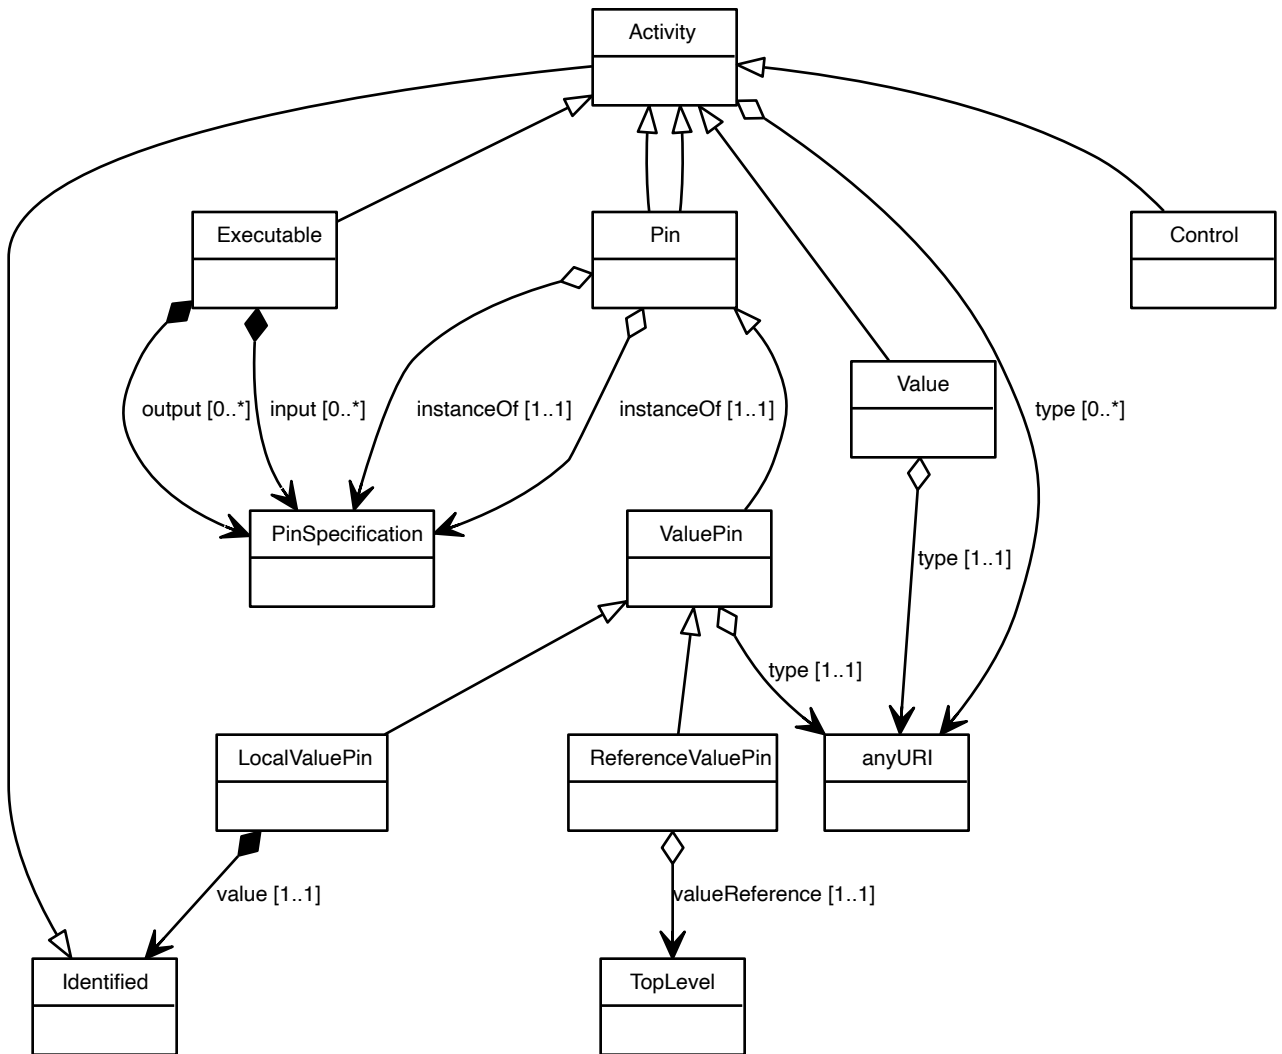 Activity
Executable
Pin
Control
Value
output [0..*]
input [0..*]
instanceOf [1..1]
instanceOf [1..1]
type [0..*]
PinSpecification
ValuePin
type [1..1]
type [1..1]
LocalValuePin
ReferenceValuePin
anyURI
value [1..1]
valueReference [1..1]
Identified
TopLevel